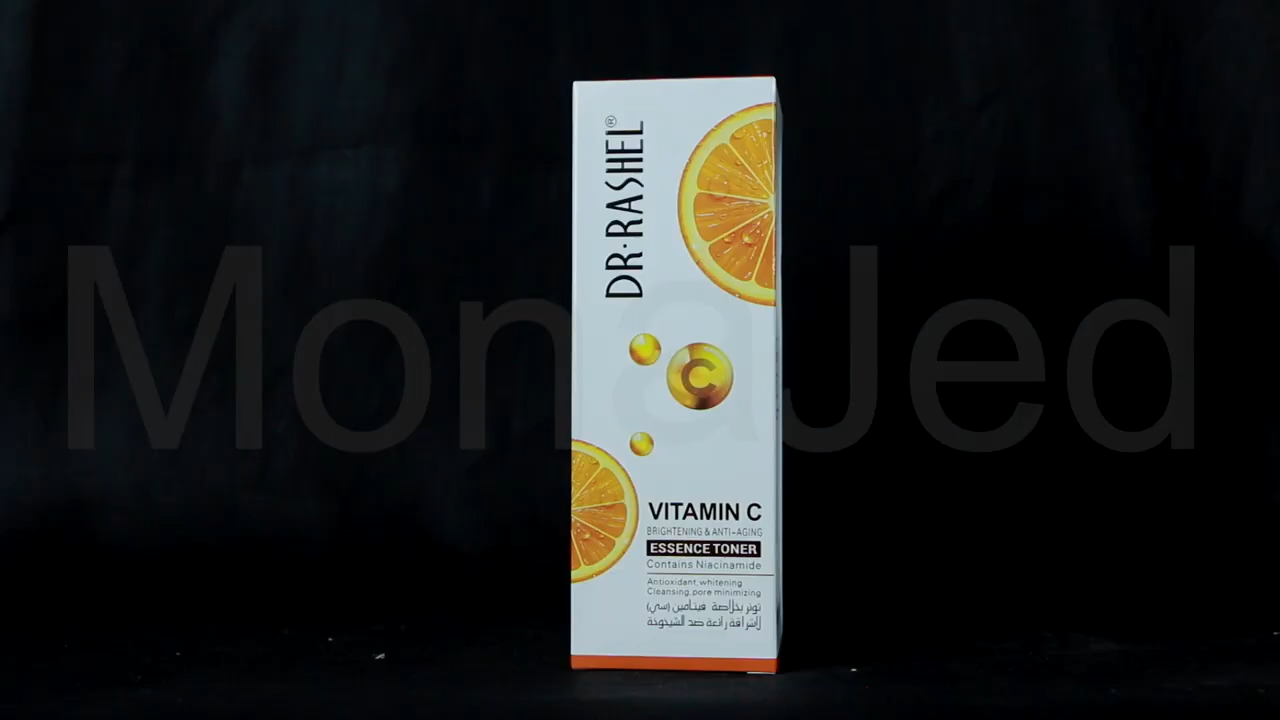 DR·RASHEL®
C
VITAMIN C
BRIGHTENING & ANTI-AGING
ESSENCE TONER
Contains Niacinamide
Antioxidant, whitening
Cleansing, pore minimizing
تونر بخلاصة فيتامين (سي)
لاشراقة رائعة ضد الشيخوخة
MonaJed